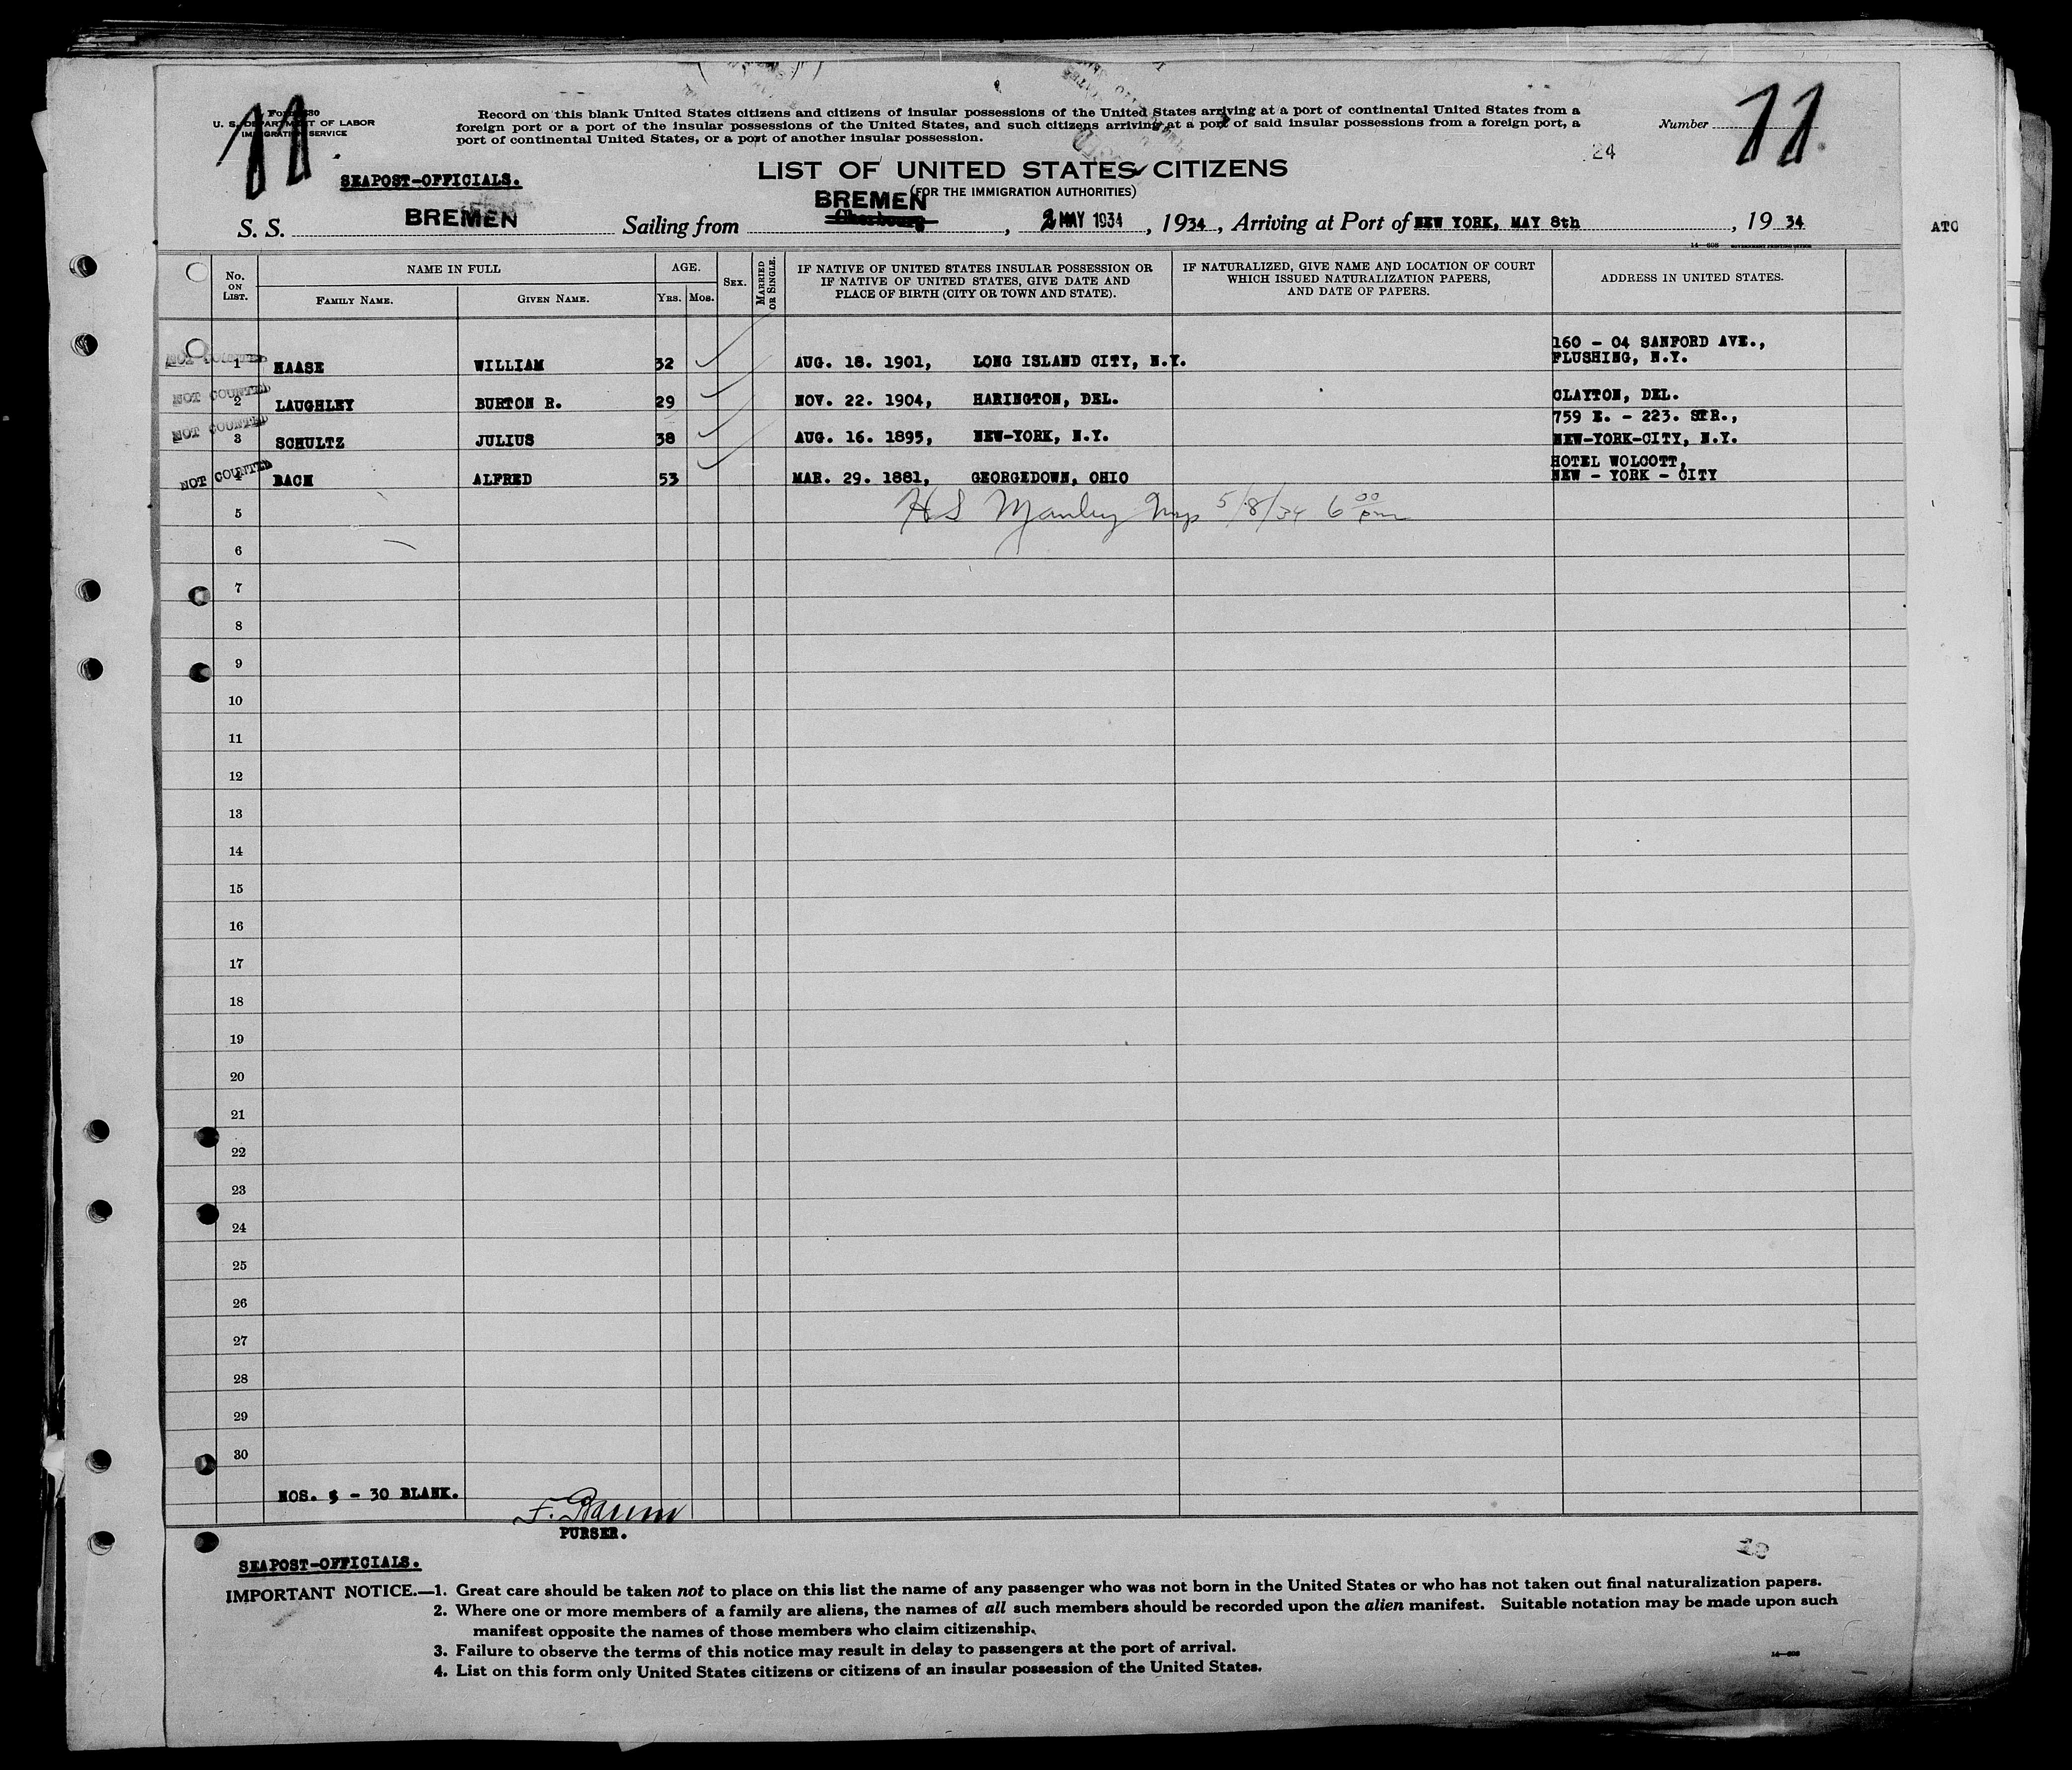 11
Form 630
U. S. DEPARTMENT OF LABOR
IMMIGRATION SERVICE
Record on this blank United States citizens and citizens of insular possessions of the United States arriving at a port of continental United States from a
foreign port or a port of the insular possessions of the United States, and such citizens arriving at a port of said insular possessions from a foreign port, a
port of continental United States, or a port of another insular possession.
Number 11
24
SEAPOST-OFFICIALS.
LIST OF UNITED STATES CITIZENS
(FOR THE IMMIGRATION AUTHORITIES)
S. S. BREMEN Sailing from BREMEN Cherbourg, 2 MAY 1934, 1934, Arriving at Port of NEW YORK, MAY 8th, 1934
ATC
14—608 GOVERNMENT PRINTING OFFICE
No. ON LIST. NAME IN FULL FAMILY NAME. GIVEN NAME. AGE. YRS. MOS. SEX. MARRIED OR SINGLE. IF NATIVE OF UNITED STATES INSULAR POSSESSION OR IF NATIVE OF UNITED STATES, GIVE DATE AND PLACE OF BIRTH (CITY OR TOWN AND STATE). IF NATURALIZED, GIVE NAME AND LOCATION OF COURT WHICH ISSUED NATURALIZATION PAPERS, AND DATE OF PAPERS. ADDRESS IN UNITED STATES.
NOT COUNTED 1 HAASE WILLIAM 32 AUG. 18. 1901, LONG ISLAND CITY, N.Y. 160 - 04 SANFORD AVE., FLUSHING, N.Y.
NOT COUNTED 2 LAUGHLEY BURTON R. 29 NOV. 22. 1904, HARINGTON, DEL. CLAYTON, DEL.
NOT COUNTED 3 SCHULTZ JULIUS 38 AUG. 16. 1895, NEW-YORK, N.Y. 759 E. - 223. STR., NEW-YORK-CITY, N.Y.
NOT COUNTED 4 BACH ALFRED 53 MAR. 29. 1881, GEORGEDOWN, OHIO HOTEL WOLCOTT, NEW - YORK - CITY
5 H S Manley Insp 5/8/34 6 00 pm
6
7
8
9
10
11
12
13
14
15
16
17
18
19
20
21
22
23
24
25
26
27
28
29
30
NOS. 5 - 30 BLANK.
F. Baum
PURSER.
12
SEAPOST-OFFICIALS.
IMPORTANT NOTICE.—1. Great care should be taken not to place on this list the name of any passenger who was not born in the United States or who has not taken out final naturalization papers.
2. Where one or more members of a family are aliens, the names of all such members should be recorded upon the alien manifest. Suitable notation may be made upon such
manifest opposite the names of those members who claim citizenship.
3. Failure to observe the terms of this notice may result in delay to passengers at the port of arrival.
4. List on this form only United States citizens or citizens of an insular possession of the United States.
14—608